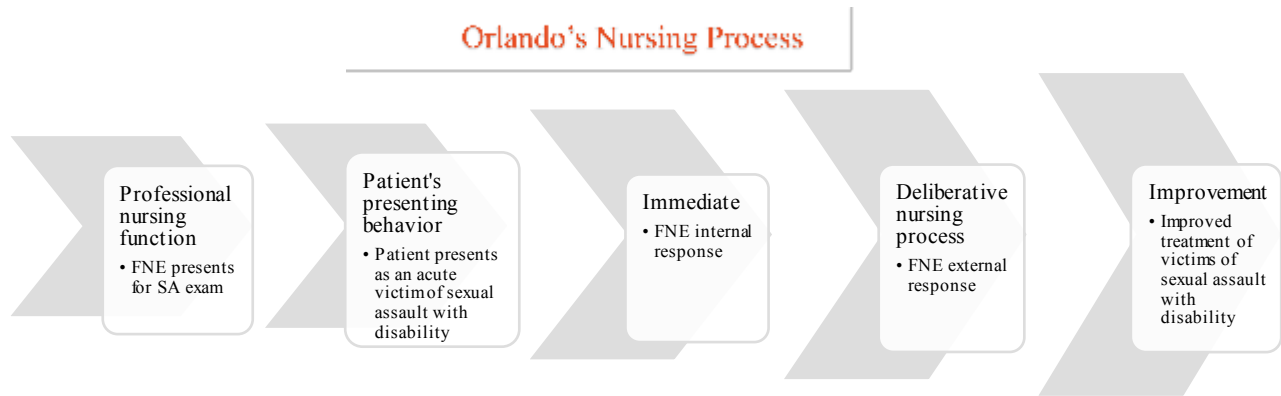 Orlando's Nursing Process
Professional
nursing
function
• FNE presents
for SA exam
Patient's
presenting
behavior
• Patient presents
as an acute
victim of sexual
assault with
disability
Immediate
• FNE internal
response
Deliberative
nursing
process
• FNE external
response
Improvement
• Improved
treatment of
victims of
sexual assault
with
disability